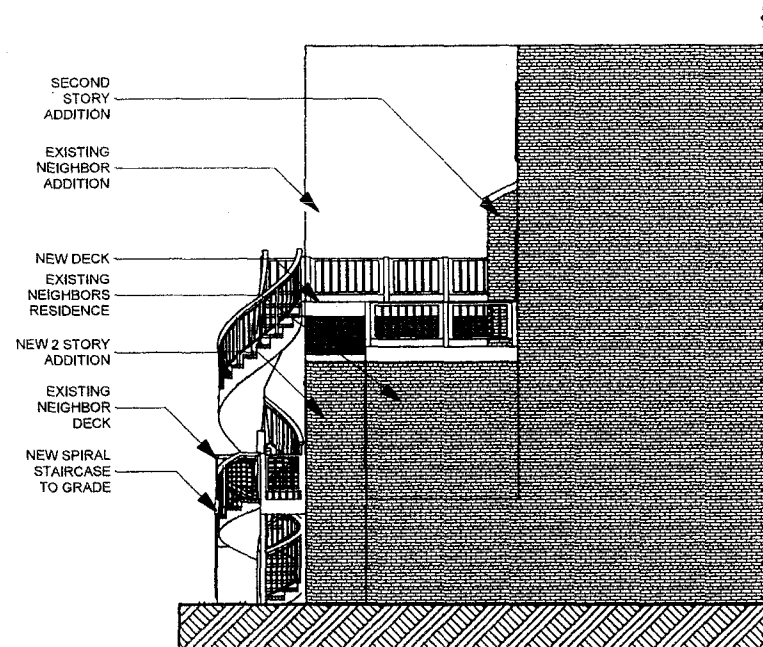 SECOND
STORY
ADDITION
EXISTING
NEIGHBOR
ADDITION
NEW DECK
EXISTING
NEIGHBORS
RESIDENCE
NEW 2 STORY
ADDITION
EXISTING
NEIGHBOR
DECK
NEW SPIRAL
STAIRCASE
TO GRADE